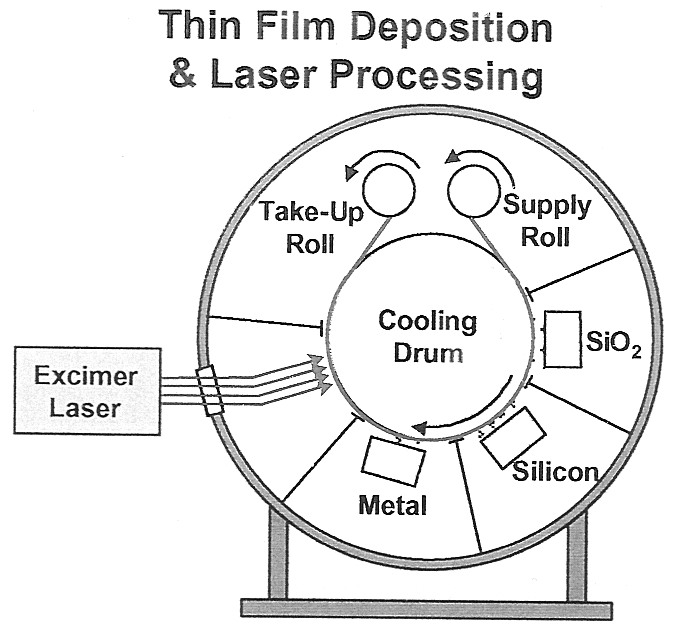 Thin Film Deposition
& Laser Processing
Take-Up
Roll
Supply
Roll
Cooling
Drum
SiO₂
Excimer
Laser
Silicon
Metal